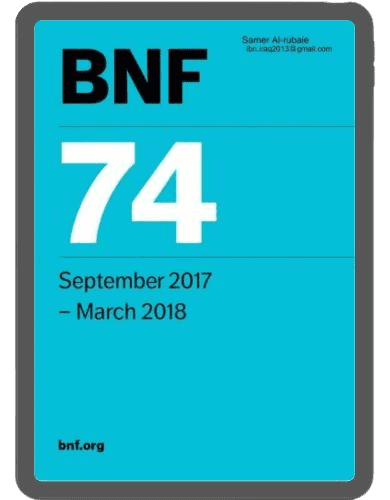 Samer Al-rubaie
ibn.iraq2013@gmail.com
BNF
74
September 2017
– March 2018
bnf.org